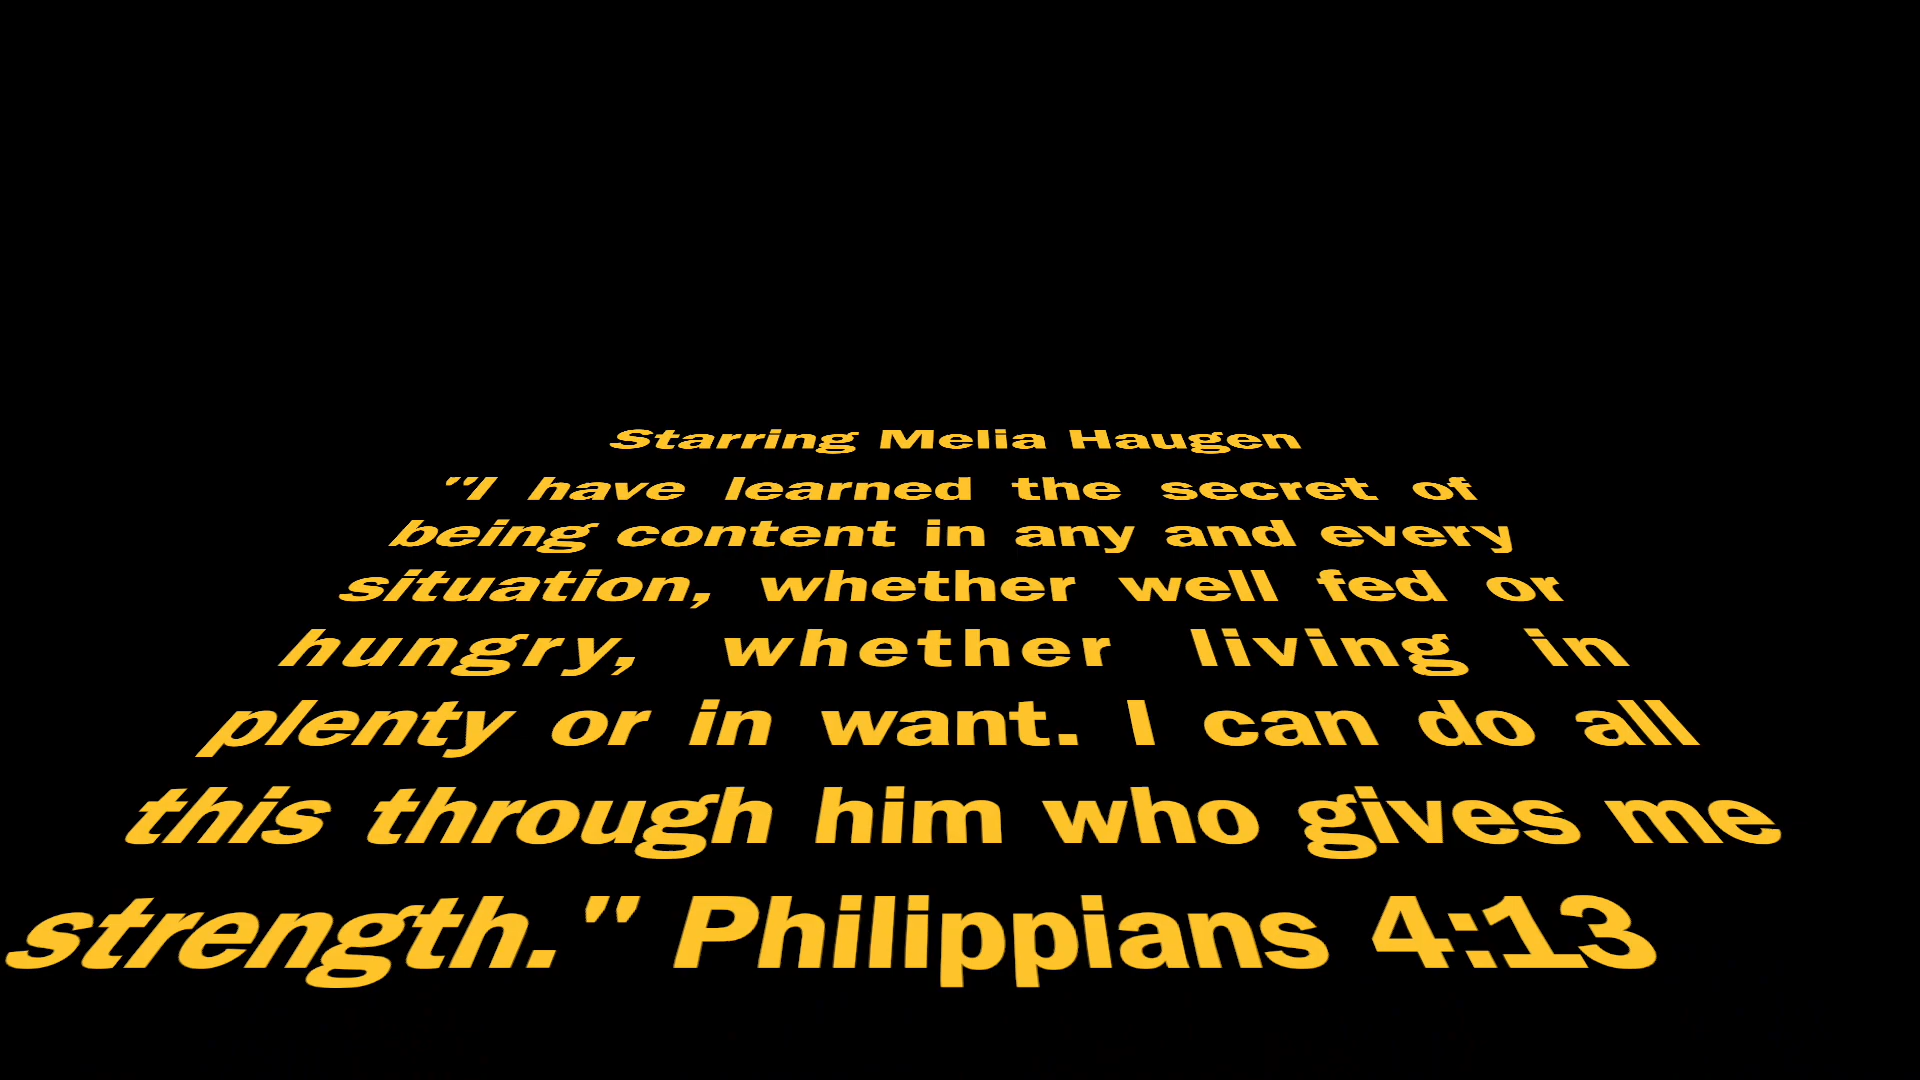 Starring Melia Haugen
"I have learned the secret of
being content in any and every
situation, whether well fed or
hungry, whether living in
plenty or in want. I can do all
this through him who gives me
strength." Philippians 4:13